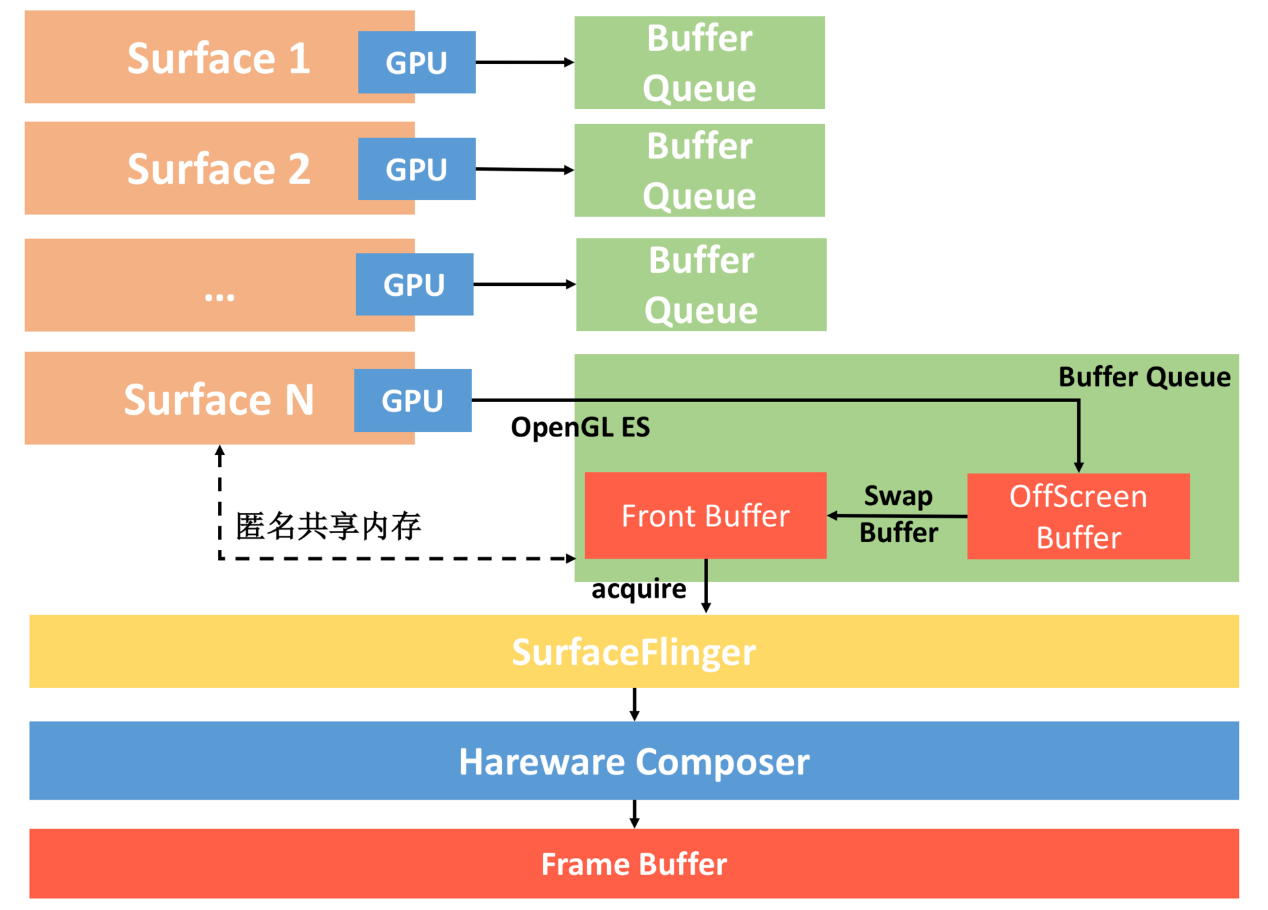 Surface 1
GPU
Buffer
Queue
Surface 2
GPU
Buffer
Queue
...
GPU
Buffer
Queue
Surface N
GPU
Buffer Queue
OpenGL ES
匿名共享内存
Front Buffer
Swap
Buffer
OffScreen
Buffer
acquire
SurfaceFlinger
Hareware Composer
Frame Buffer